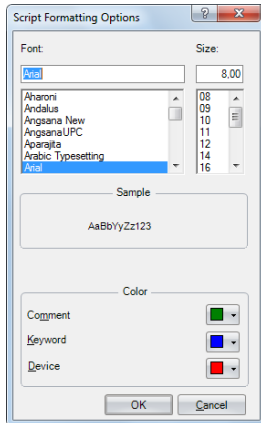 Script Formatting Options
Font:
Size:
Arial
8,00
Aharoni
Andalus
Angsana New
AngsanaUPC
Aparajita
Arabic Typesetting
Arial
08
09
10
11
12
14
16
Sample
AaBbYyZz123
Color
Comment
Keyword
Device
OK
Cancel